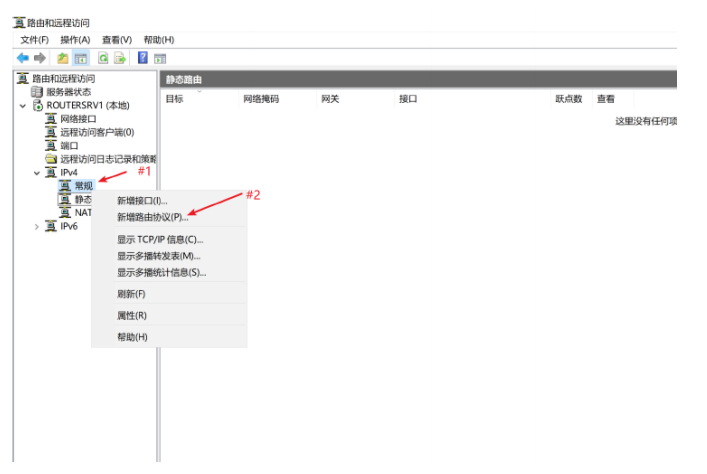 路由和远程访问
文件(F) 操作(A) 查看(V) 帮助(H)
路由和远程访问
服务器状态
ROUTERSRV1 (本地)
网络接口
远程访问客户端(0)
端口
远程访问日志记录和策略
IPv4
#1
常规
静态
NAT
IPv6
新增接口(I)...
新增路由协议(P)...
#2
显示 TCP/IP 信息(C)...
显示多播转发表(M)...
显示多播统计信息(S)...
刷新(F)
属性(R)
帮助(H)
静态路由
目标 网络掩码 网关 接口 跃点数 查看
这里没有任何项